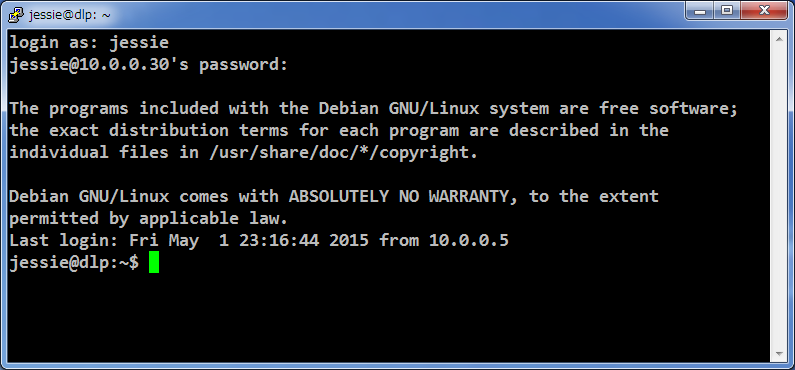 jessie@dlp: ~
login as: jessie
jessie@10.0.0.30's password:
The programs included with the Debian GNU/Linux system are free software;
the exact distribution terms for each program are described in the
individual files in /usr/share/doc/*/copyright.
Debian GNU/Linux comes with ABSOLUTELY NO WARRANTY, to the extent
permitted by applicable law.
Last login: Fri May  1 23:16:44 2015 from 10.0.0.5
jessie@dlp:~$